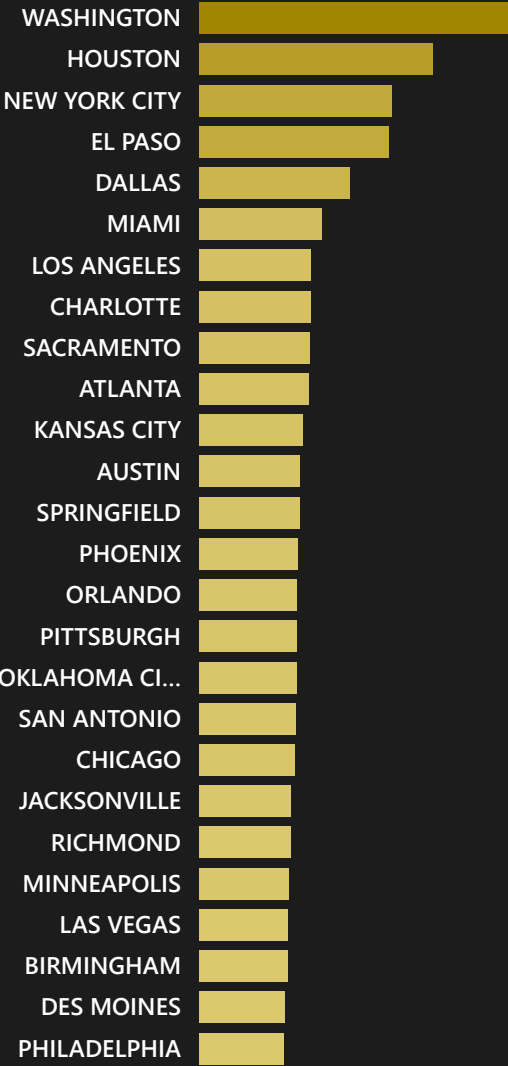 WASHINGTON
HOUSTON
NEW YORK CITY
EL PASO
DALLAS
MIAMI
LOS ANGELES
CHARLOTTE
SACRAMENTO
ATLANTA
KANSAS CITY
AUSTIN
SPRINGFIELD
PHOENIX
ORLANDO
PITTSBURGH
OKLAHOMA CI...
SAN ANTONIO
CHICAGO
JACKSONVILLE
RICHMOND
MINNEAPOLIS
LAS VEGAS
BIRMINGHAM
DES MOINES
PHILADELPHIA